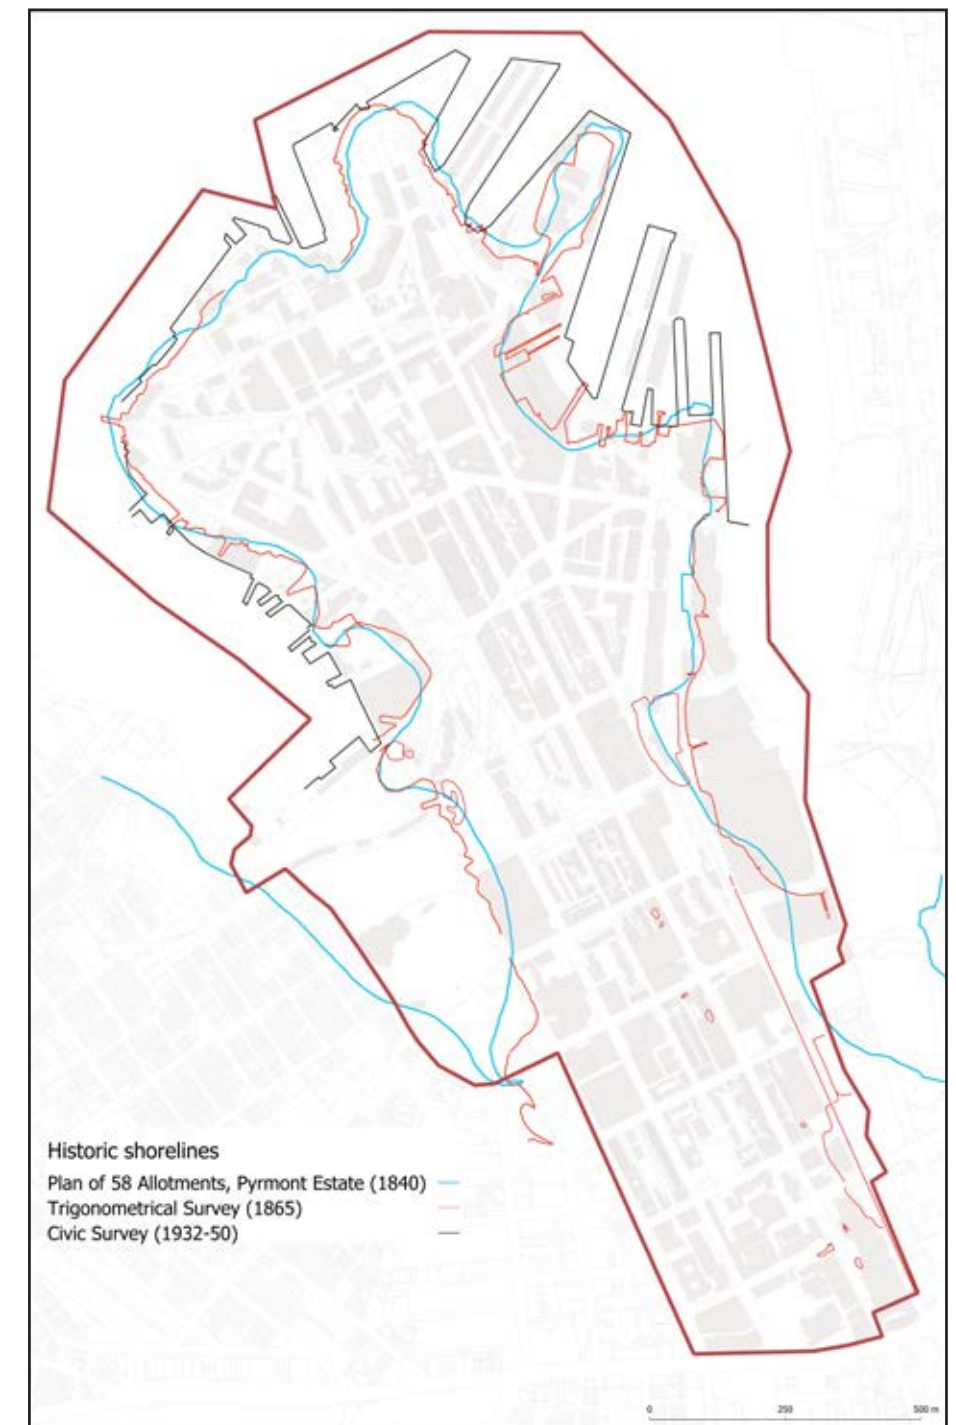 Historic shorelines
Plan of 58 Allotments, Pyrmont Estate (1840)
Trigonometrical Survey (1865)
Civic Survey (1932-50)
0 250 500 m